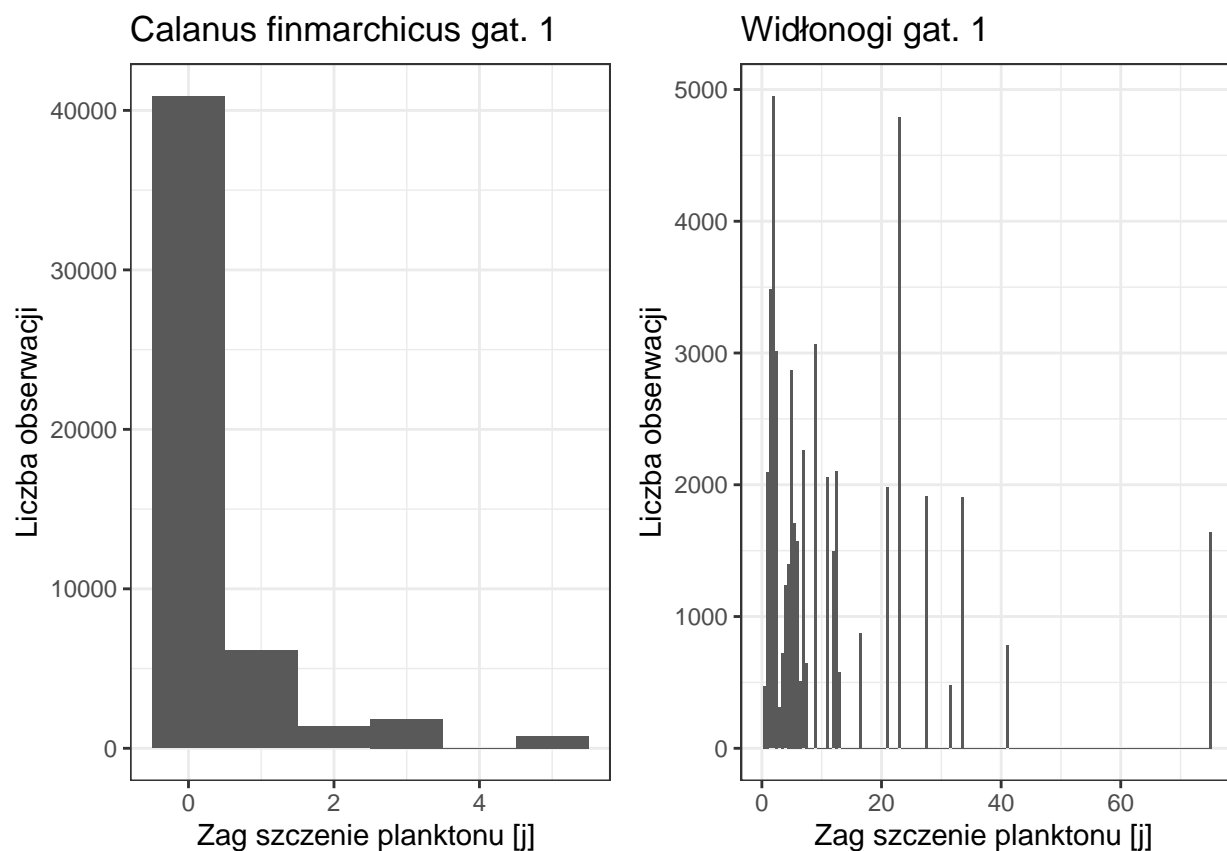 Calanus finmarchicus gat. 1
Liczba obserwacji
40000
30000
20000
10000
0
0 2 4
Zag szczenie planktonu [j]
Widłonogi gat. 1
Liczba obserwacji
5000
4000
3000
2000
1000
0
0 20 40 60
Zag szczenie planktonu [j]